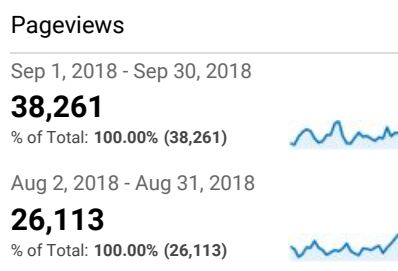 Pageviews
Sep 1, 2018 - Sep 30, 2018
38,261
% of Total: 100.00% (38,261)
Aug 2, 2018 - Aug 31, 2018
26,113
% of Total: 100.00% (26,113)